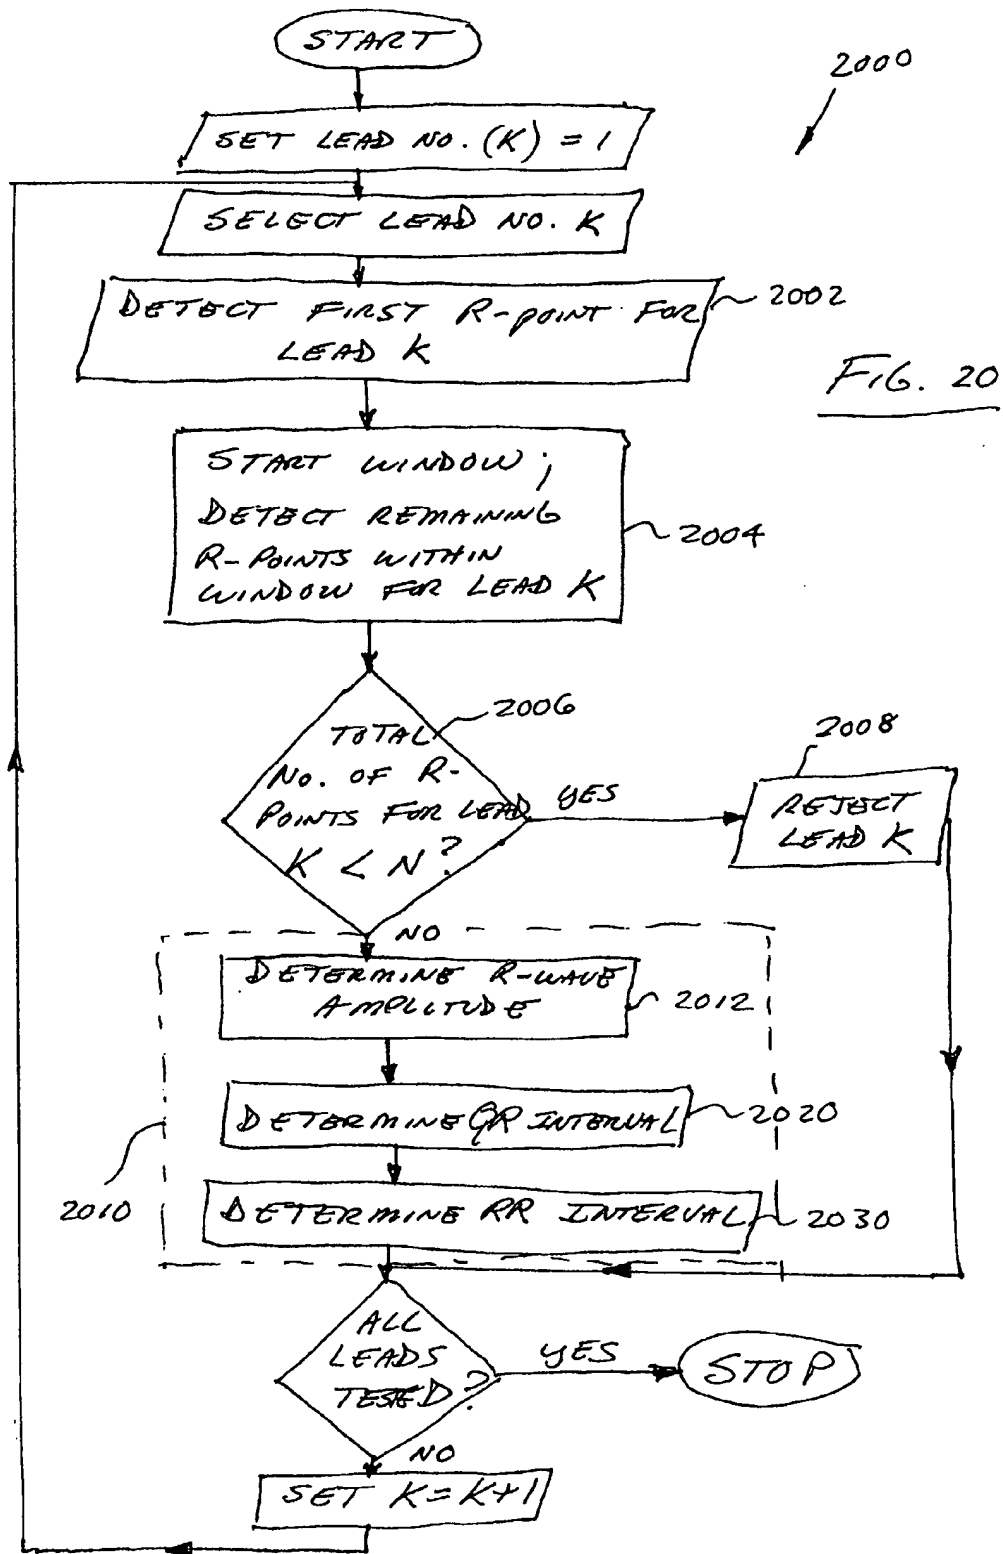 START
2000
SET LEAD NO. (K) = 1
SELECT LEAD NO. K
DETECT FIRST R-POINT FOR
LEAD K
2002
FIG. 20
START WINDOW;
DETECT REMAINING
R-POINTS WITHIN
WINDOW FOR LEAD K
2004
TOTAL
NO. OF R-
POINTS FOR LEAD
K < N?
2006
YES
2008
REJECT
LEAD K
NO
DETERMINE R-WAVE
AMPLITUDE
2012
DETERMINE QR INTERVAL
2020
2010
DETERMINE RR INTERVAL
2030
ALL
LEADS
TESTED?
YES
STOP
NO
SET K=K+1